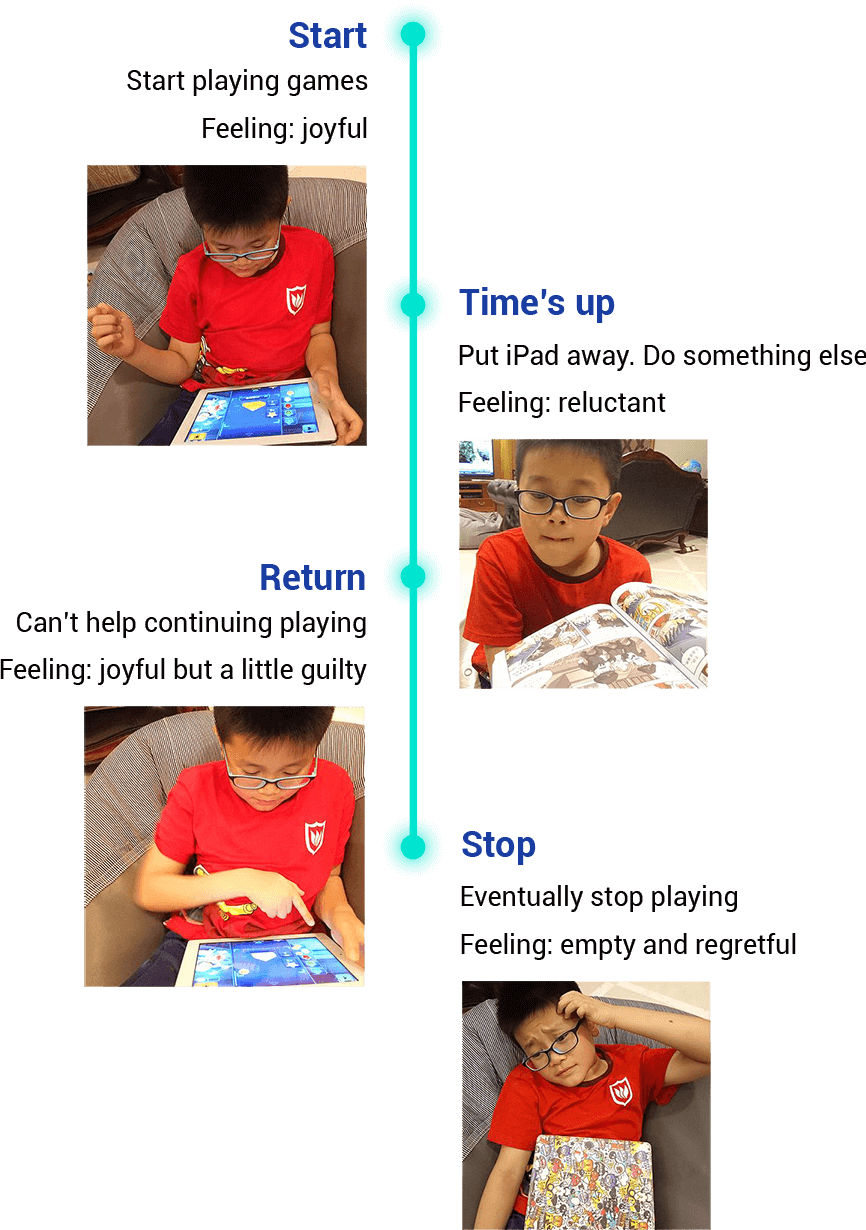 Start
Start playing games
Feeling: joyful
Time's up
Put iPad away. Do something else
Feeling: reluctant
Return
Can't help continuing playing
Feeling: joyful but a little guilty
Stop
Eventually stop playing
Feeling: empty and regretful